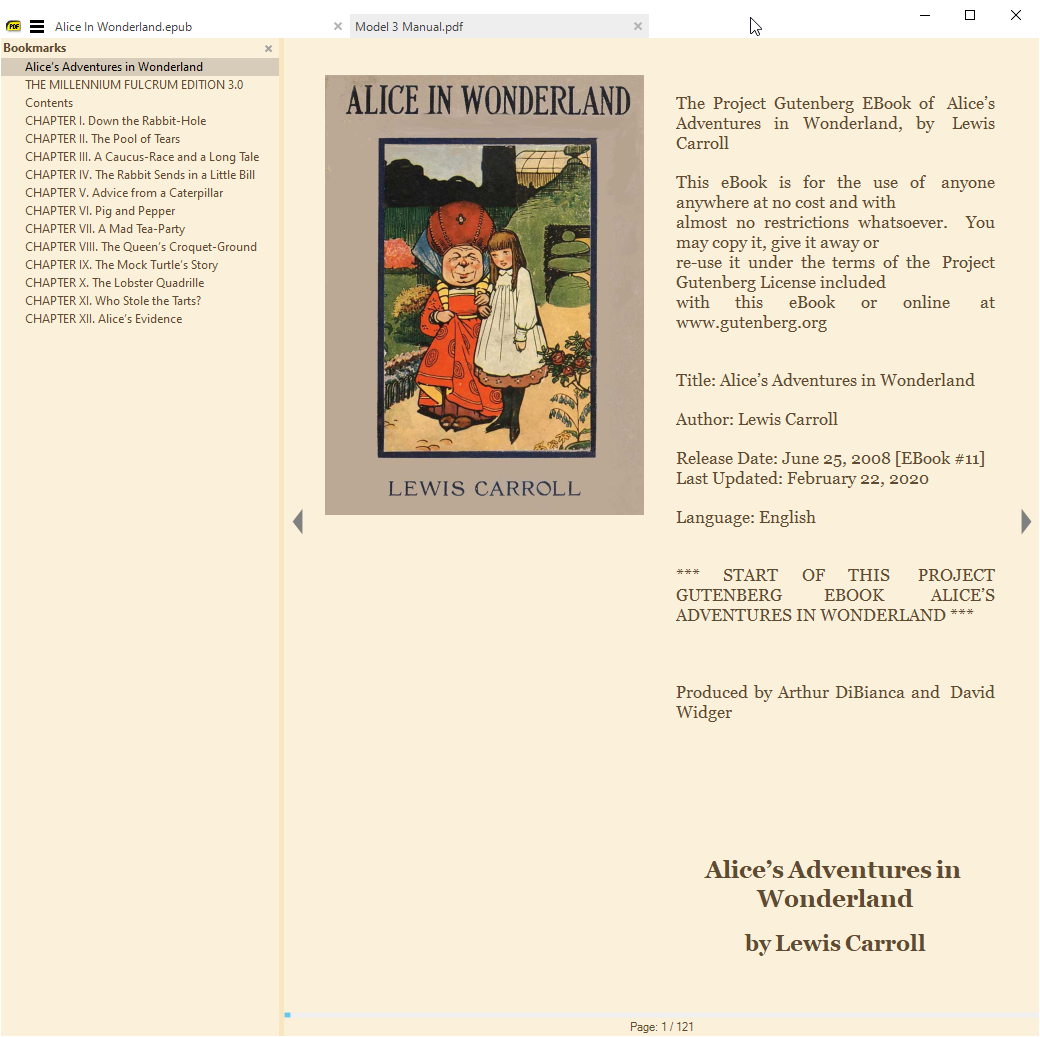 PDF
Alice In Wonderland.epub
Model 3 Manual.pdf
Bookmarks
Alice’s Adventures in Wonderland
THE MILLENNIUM FULCRUM EDITION 3.0
Contents
CHAPTER I. Down the Rabbit-Hole
CHAPTER II. The Pool of Tears
CHAPTER III. A Caucus-Race and a Long Tale
CHAPTER IV. The Rabbit Sends in a Little Bill
CHAPTER V. Advice from a Caterpillar
CHAPTER VI. Pig and Pepper
CHAPTER VII. A Mad Tea-Party
CHAPTER VIII. The Queen’s Croquet-Ground
CHAPTER IX. The Mock Turtle’s Story
CHAPTER X. The Lobster Quadrille
CHAPTER XI. Who Stole the Tarts?
CHAPTER XII. Alice’s Evidence
ALICE IN WONDERLAND
LEWIS CARROLL
The Project Gutenberg EBook of Alice’s
Adventures in Wonderland, by Lewis
Carroll
This eBook is for the use of anyone
anywhere at no cost and with
almost no restrictions whatsoever. You
may copy it, give it away or
re-use it under the terms of the Project
Gutenberg License included
with this eBook or online at
www.gutenberg.org
Title: Alice’s Adventures in Wonderland
Author: Lewis Carroll
Release Date: June 25, 2008 [EBook #11]
Last Updated: February 22, 2020
Language: English
*** START OF THIS PROJECT
GUTENBERG EBOOK ALICE’S
ADVENTURES IN WONDERLAND ***
Produced by Arthur DiBianca and David
Widger
Alice’s Adventures in
Wonderland
by Lewis Carroll
Page: 1 / 121